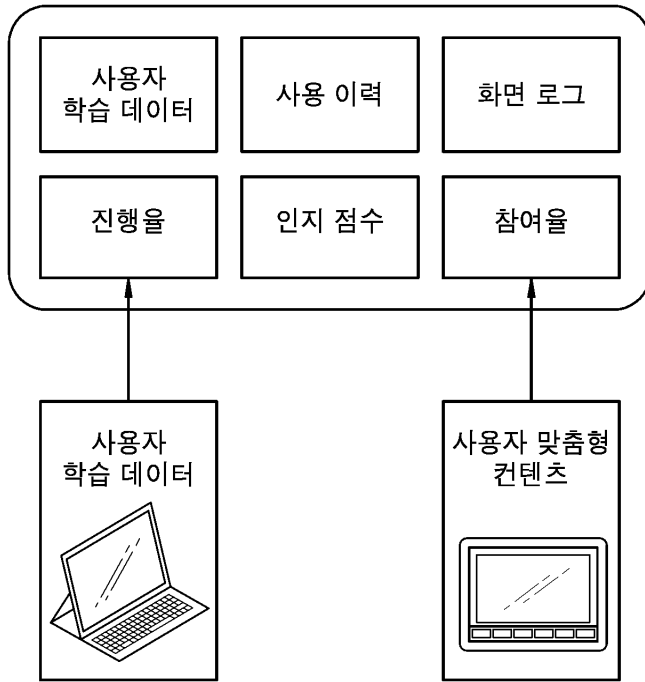 사용자
학습 데이터
사용 이력
화면 로그
진행율
인지 점수
참여율
사용자
학습 데이터
사용자 맞춤형
컨텐츠